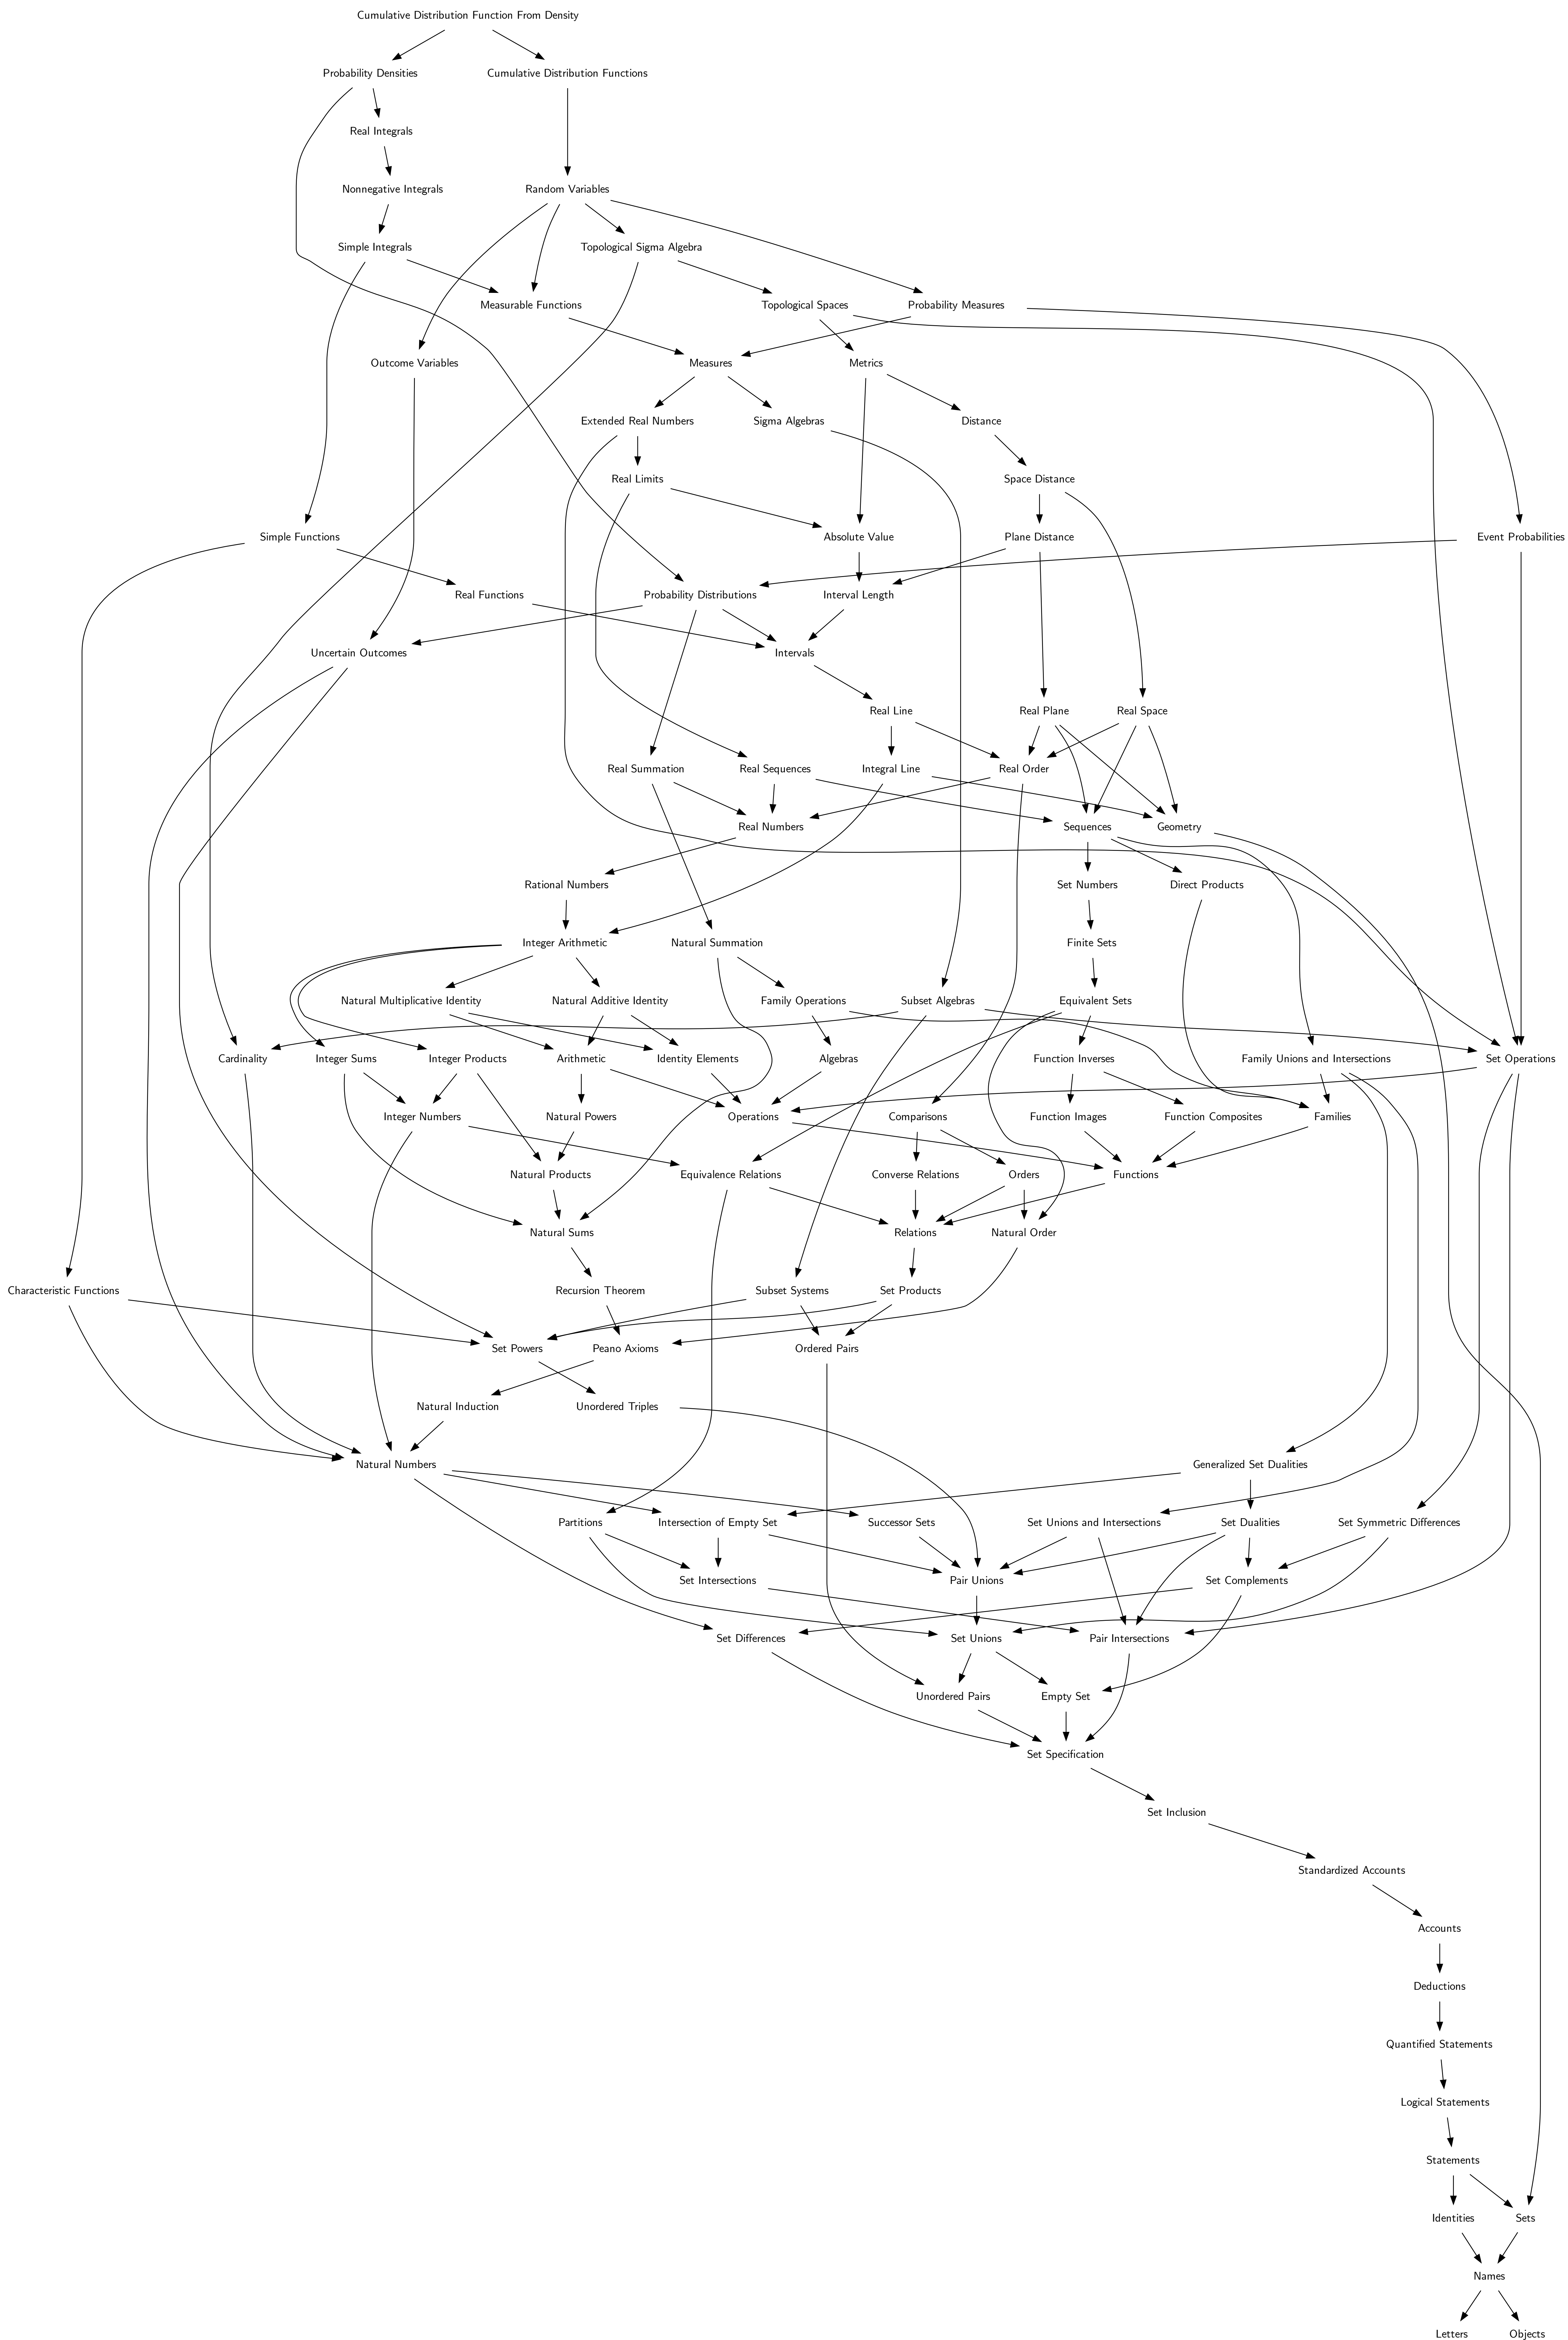 Cumulative Distribution Function From Density
Probability Densities
Cumulative Distribution Functions
Real Integrals
Nonnegative Integrals
Random Variables
Simple Integrals
Topological Sigma Algebra
Measurable Functions
Topological Spaces
Probability Measures
Outcome Variables
Measures
Metrics
Extended Real Numbers
Sigma Algebras
Distance
Real Limits
Space Distance
Simple Functions
Absolute Value
Plane Distance
Event Probabilities
Real Functions
Probability Distributions
Interval Length
Uncertain Outcomes
Intervals
Real Line
Real Plane
Real Space
Real Summation
Real Sequences
Integral Line
Real Order
Real Numbers
Sequences
Geometry
Rational Numbers
Set Numbers
Direct Products
Integer Arithmetic
Natural Summation
Finite Sets
Natural Multiplicative Identity
Natural Additive Identity
Family Operations
Subset Algebras
Equivalent Sets
Cardinality
Integer Sums
Integer Products
Arithmetic
Identity Elements
Algebras
Function Inverses
Family Unions and Intersections
Set Operations
Integer Numbers
Natural Powers
Operations
Comparisons
Function Images
Function Composites
Families
Natural Products
Equivalence Relations
Converse Relations
Orders
Functions
Natural Sums
Relations
Natural Order
Characteristic Functions
Recursion Theorem
Subset Systems
Set Products
Set Powers
Peano Axioms
Ordered Pairs
Natural Induction
Unordered Triples
Natural Numbers
Generalized Set Dualities
Partitions
Intersection of Empty Set
Successor Sets
Set Unions and Intersections
Set Dualities
Set Symmetric Differences
Set Intersections
Pair Unions
Set Complements
Set Differences
Set Unions
Pair Intersections
Unordered Pairs
Empty Set
Set Specification
Set Inclusion
Standardized Accounts
Accounts
Deductions
Quantified Statements
Logical Statements
Statements
Identities
Sets
Names
Letters
Objects